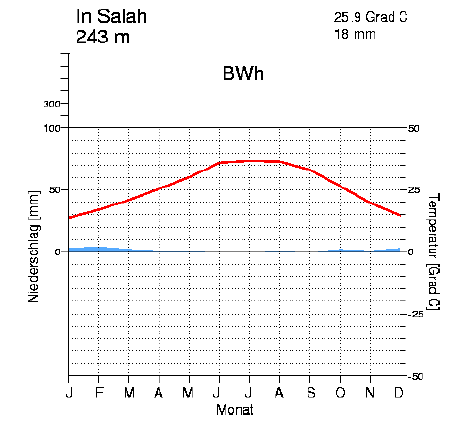 In Salah
243 m
25.9 Grad C
18 mm
BWh
300
100
50
50
25
0
0
-25
-50
Niederschlag [mm]
Temperatur [Grad C]
J F M A M J J A S O N D
Monat